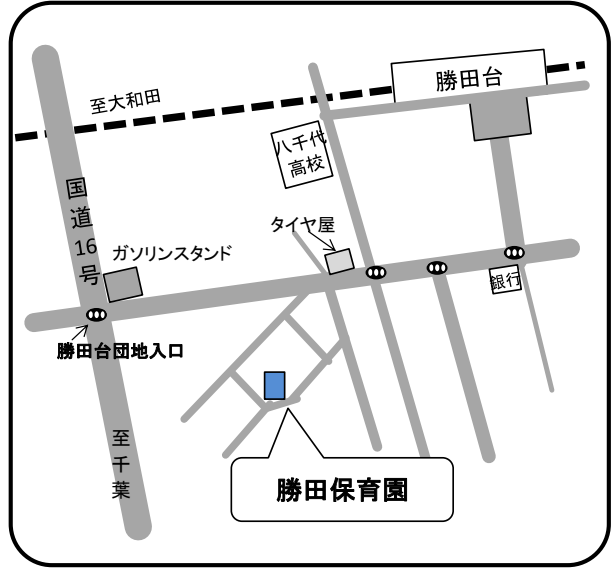 勝田台
至大和田
八千代
高校
国道16号
タイヤ屋
ガソリンスタンド
銀行
勝田台団地入口
至千葉
勝田保育園